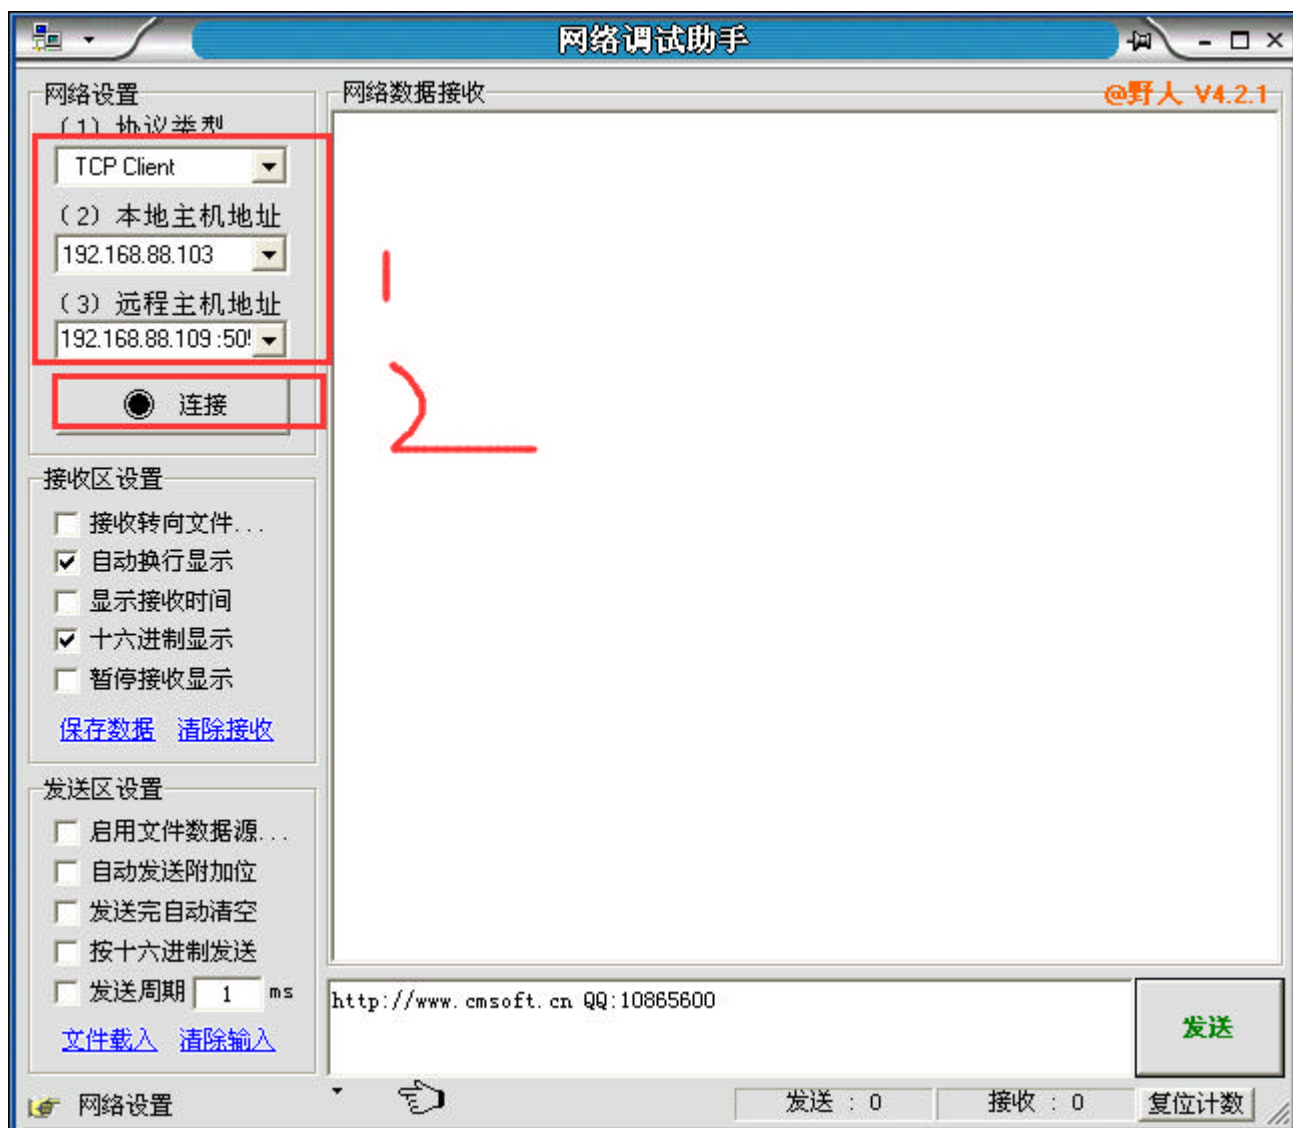 网络调试助手
网络设置
(1) 协议类型
TCP Client
(2) 本地主机地址
192.168.88.103
(3) 远程主机地址
192.168.88.109 :50
连接
接收区设置
接收转向文件...
自动换行显示
显示接收时间
十六进制显示
暂停接收显示
保存数据 清除接收
发送区设置
启用文件数据源...
自动发送附加位
发送完自动清空
按十六进制发送
发送周期 1 ms
文件载入 清除输入
网络数据接收 @野人 V4.2.1
1
2
http://www.cmsoft.cn QQ:10865600
发送
网络设置
发送 : 0 接收 : 0 复位计数